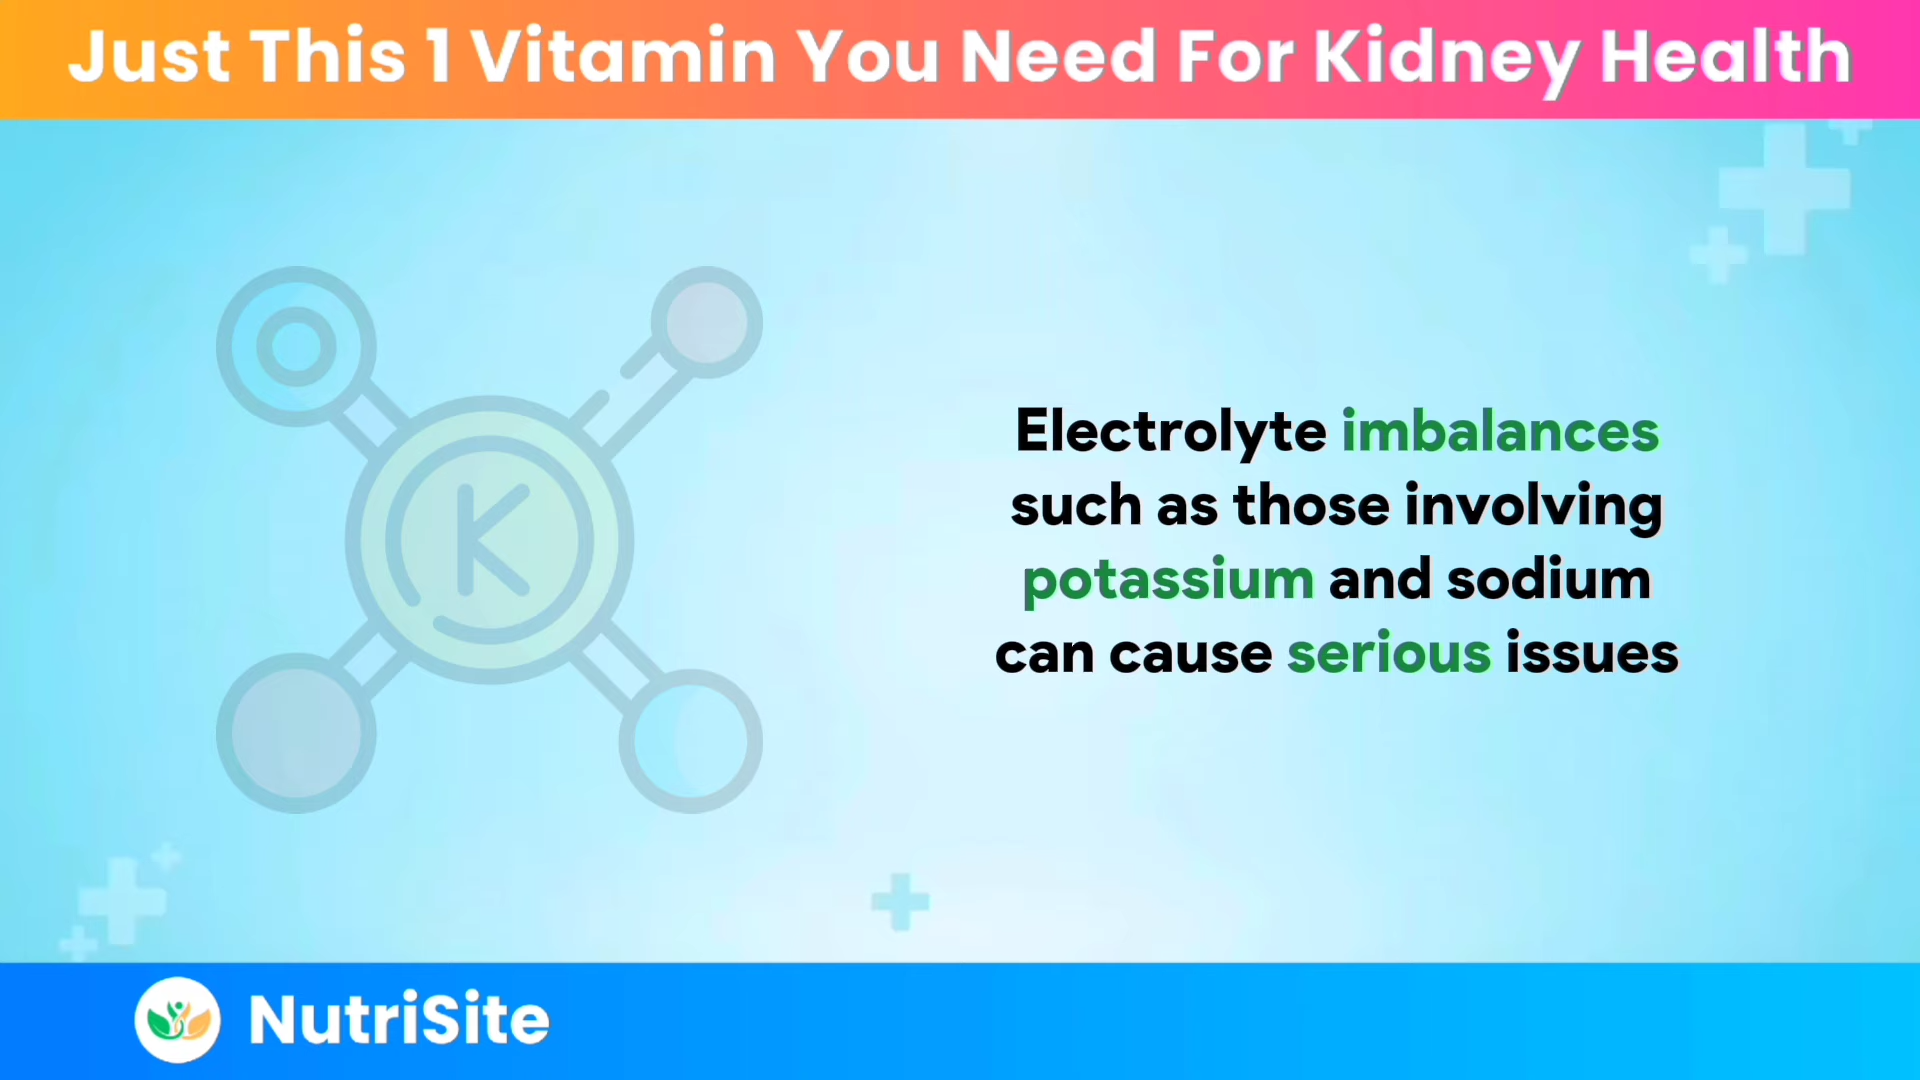 Just This 1 Vitamin You Need For Kidney Health
K
Electrolyte imbalances
such as those involving
potassium and sodium
can cause serious issues
NutriSite